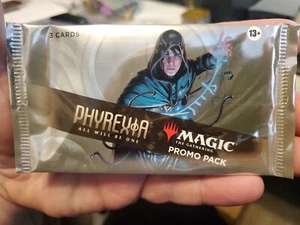 3 CARDS
13+
PHYREXIA
ALL WILL BE ONE
MAGIC
THE GATHERING
PROMO PACK